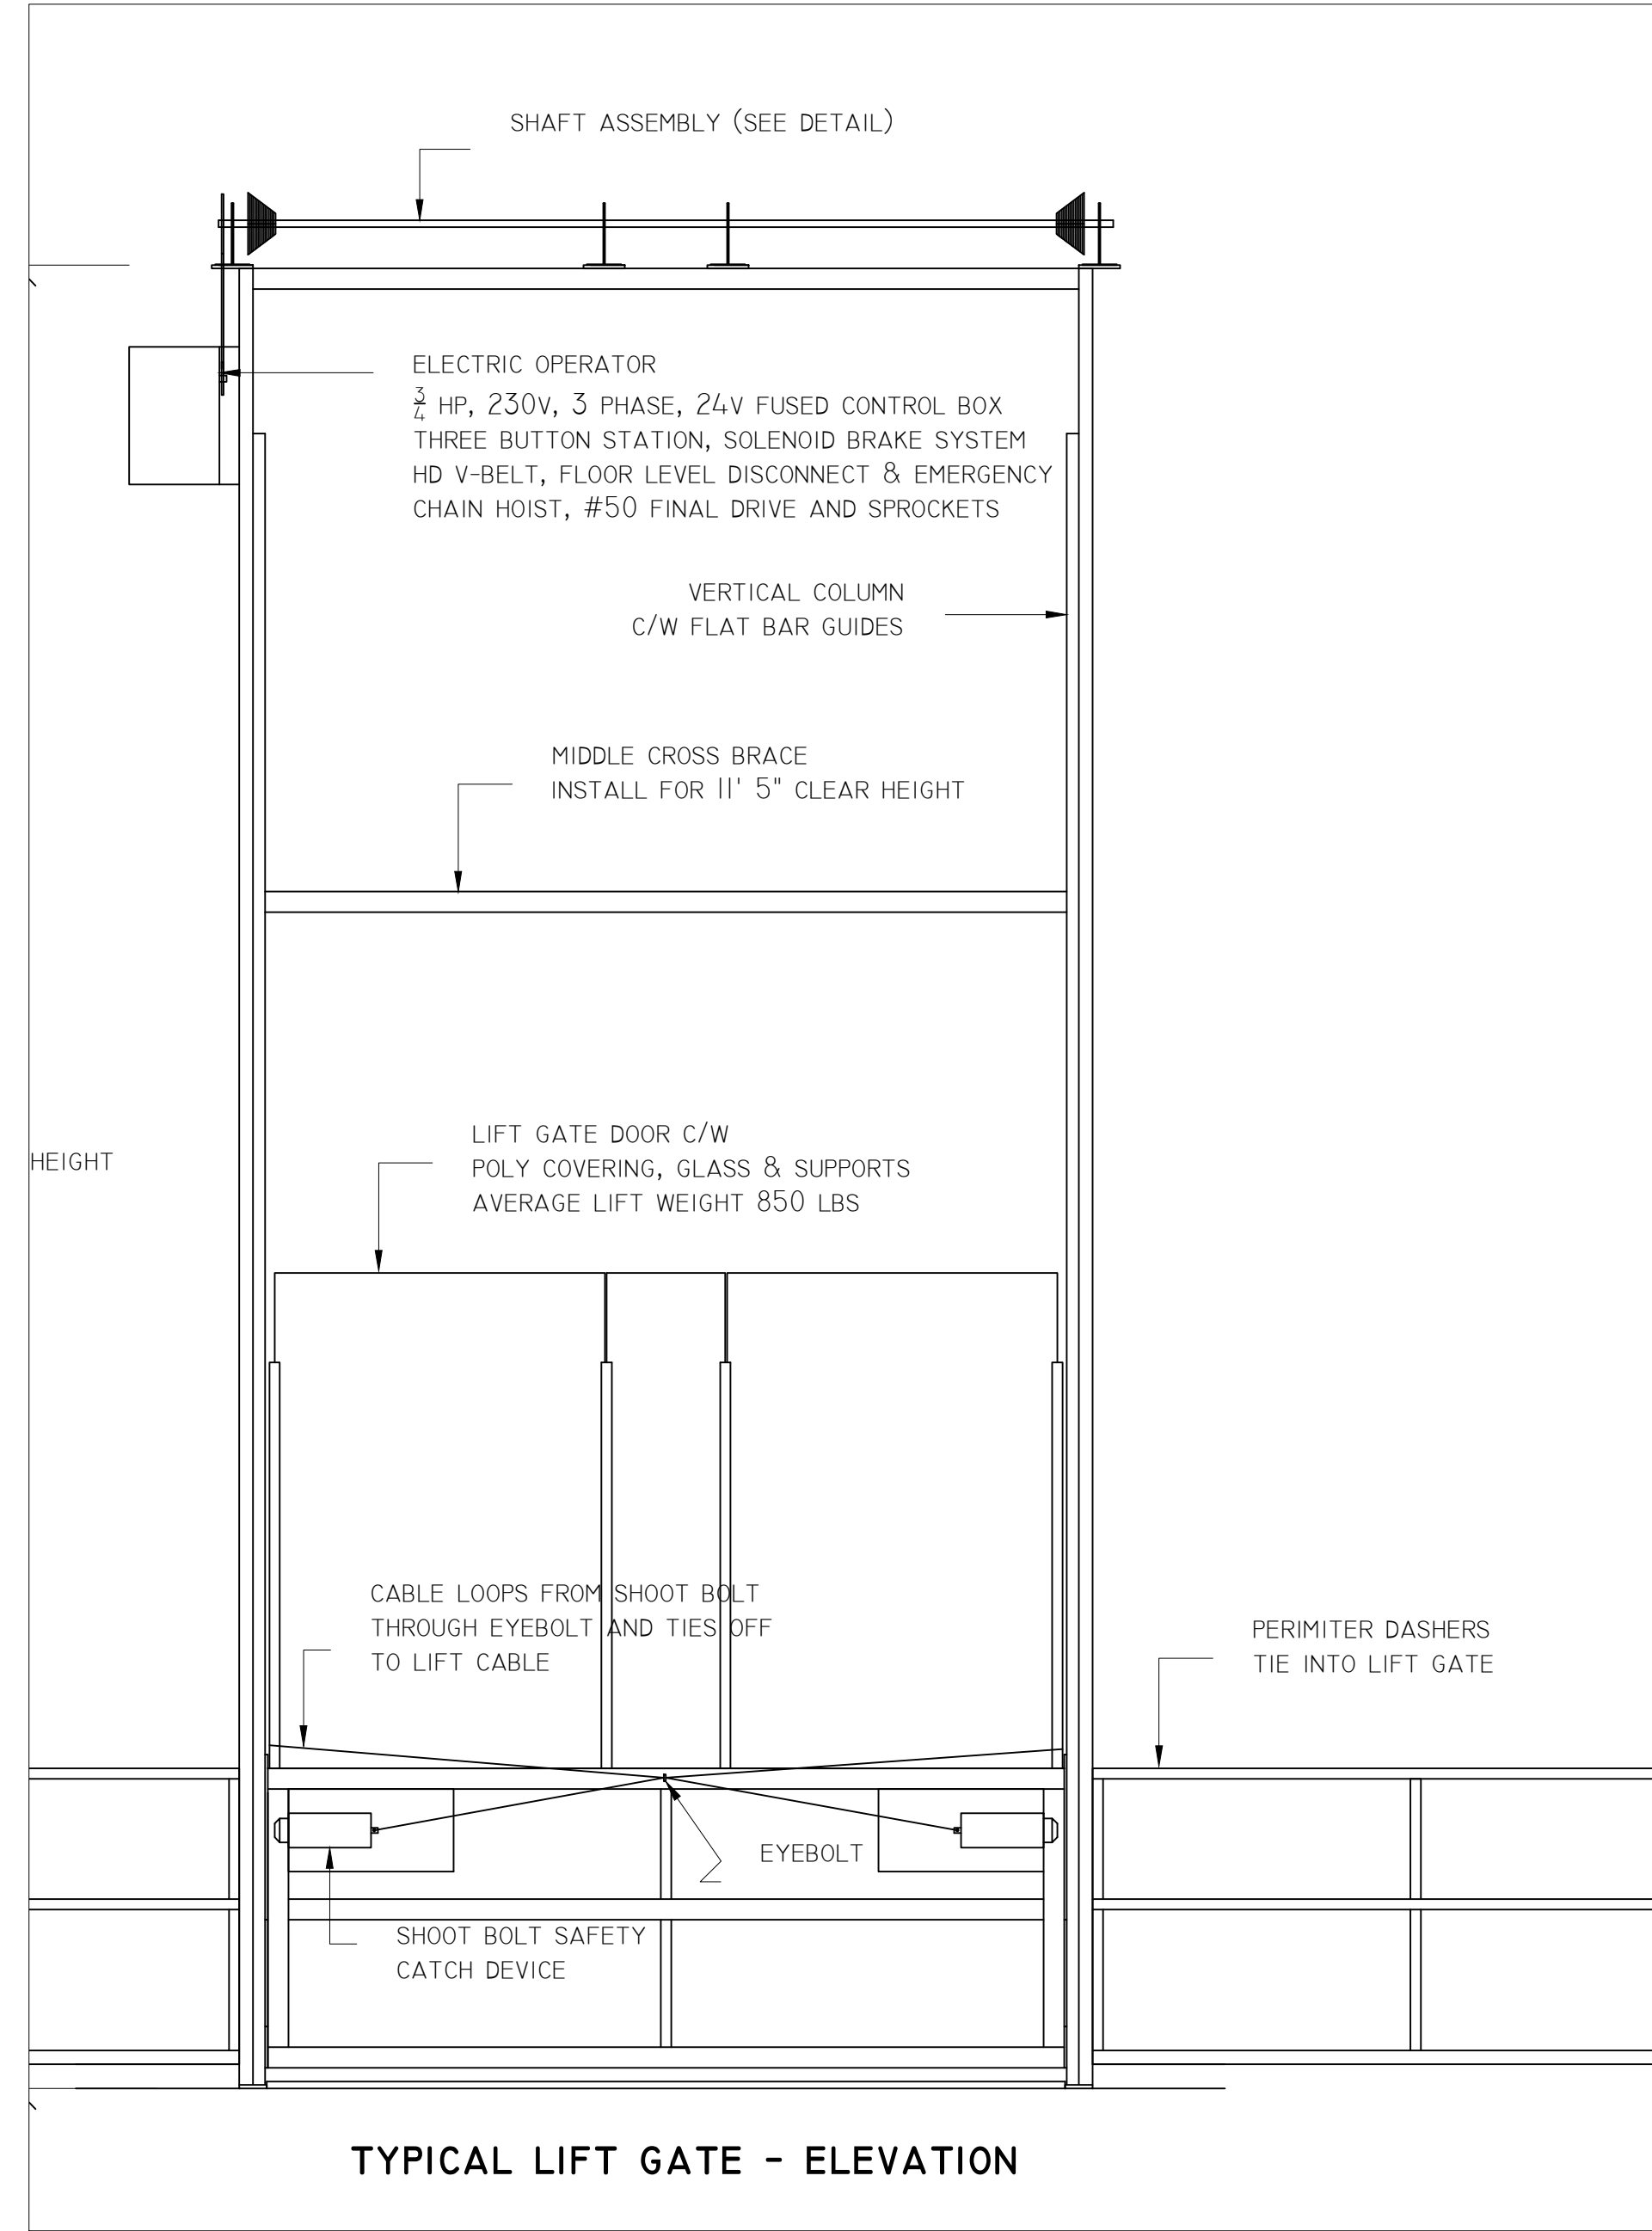 SHAFT ASSEMBLY (SEE DETAIL)
ELECTRIC OPERATOR
3/4 HP, 230V, 3 PHASE, 24V FUSED CONTROL BOX
THREE BUTTON STATION, SOLENOID BRAKE SYSTEM
HD V-BELT, FLOOR LEVEL DISCONNECT & EMERGENCY
CHAIN HOIST, #50 FINAL DRIVE AND SPROCKETS
VERTICAL COLUMN
C/W FLAT BAR GUIDES
MIDDLE CROSS BRACE
INSTALL FOR 11' 5" CLEAR HEIGHT
LIFT GATE DOOR C/W
POLY COVERING, GLASS & SUPPORTS
AVERAGE LIFT WEIGHT 850 LBS
HEIGHT
CABLE LOOPS FROM SHOOT BOLT
THROUGH EYEBOLT AND TIES OFF
TO LIFT CABLE
PERIMITER DASHERS
TIE INTO LIFT GATE
EYEBOLT
SHOOT BOLT SAFETY
CATCH DEVICE
TYPICAL LIFT GATE - ELEVATION